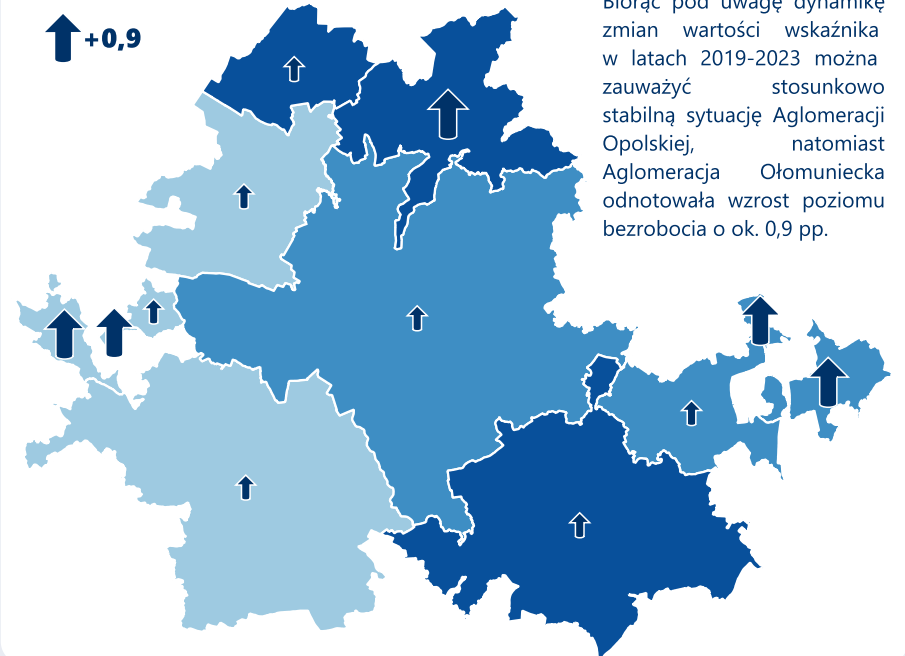 +0,9
Biorąc pod uwagę dynamikę
zmian wartości wskaźnika
w latach 2019-2023 można
zauważyć stosunkowo
stabilną sytuację Aglomeracji
Opolskiej, natomiast
Aglomeracja Ołomuniecka
odnotowała wzrost poziomu
bezrobocia o ok. 0,9 pp.